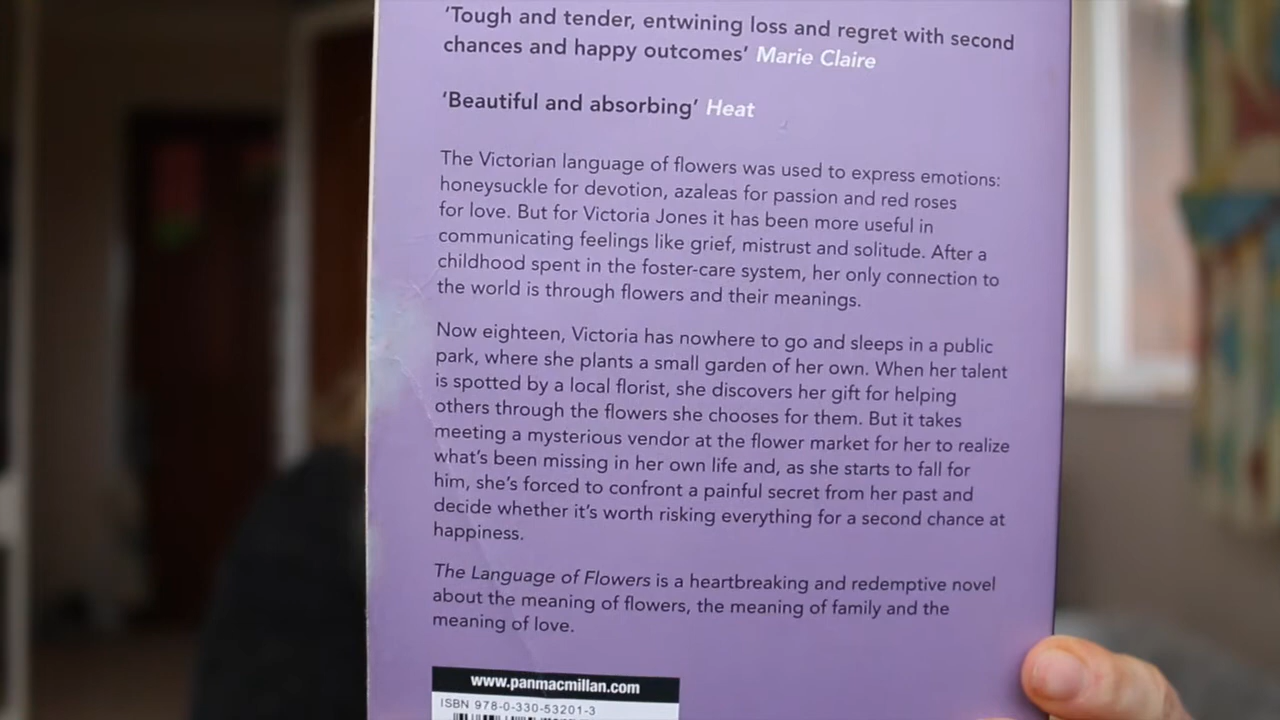 ‘Tough and tender, entwining loss and regret with second
chances and happy outcomes’ Marie Claire
‘Beautiful and absorbing’ Heat
The Victorian language of flowers was used to express emotions:
honeysuckle for devotion, azaleas for passion and red roses
for love. But for Victoria Jones it has been more useful in
communicating feelings like grief, mistrust and solitude. After a
childhood spent in the foster-care system, her only connection to
the world is through flowers and their meanings.
Now eighteen, Victoria has nowhere to go and sleeps in a public
park, where she plants a small garden of her own. When her talent
is spotted by a local florist, she discovers her gift for helping
others through the flowers she chooses for them. But it takes
meeting a mysterious vendor at the flower market for her to realize
what’s been missing in her own life and, as she starts to fall for
him, she’s forced to confront a painful secret from her past and
decide whether it’s worth risking everything for a second chance at
happiness.
The Language of Flowers is a heartbreaking and redemptive novel
about the meaning of flowers, the meaning of family and the
meaning of love.
www.panmacmillan.com
ISBN 978-0-330-53201-3